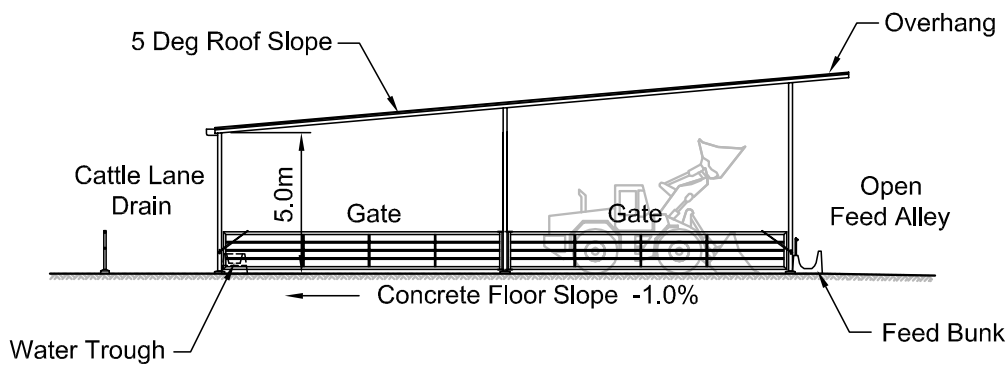 Overhang
5 Deg Roof Slope
Cattle Lane
Drain
5.0m
Gate
Gate
Open
Feed Alley
Concrete Floor Slope -1.0%
Water Trough
Feed Bunk